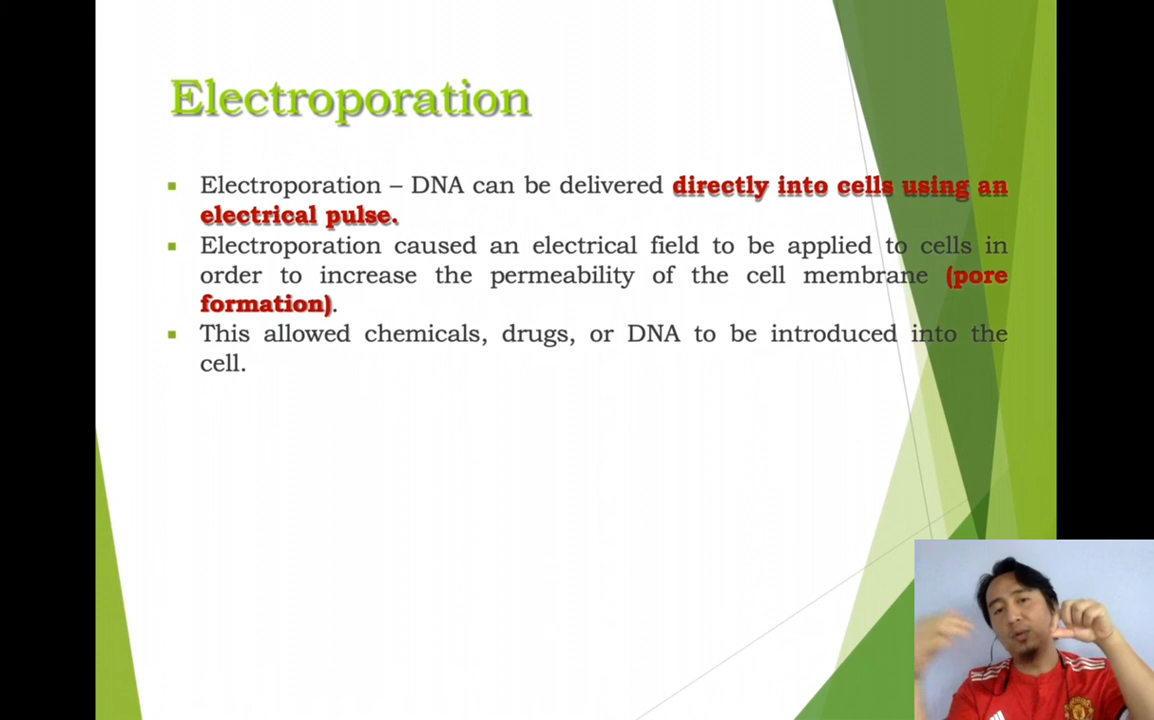 Electroporation
▪ Electroporation – DNA can be delivered directly into cells using an
electrical pulse.
▪ Electroporation caused an electrical field to be applied to cells in
order to increase the permeability of the cell membrane (pore
formation).
▪ This allowed chemicals, drugs, or DNA to be introduced into the
cell.